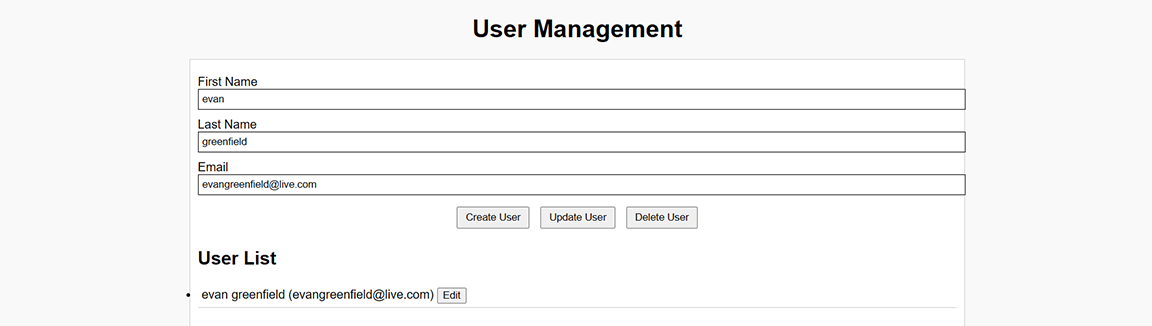 User Management
First Name
evan
Last Name
greenfield
Email
evangreenfield@live.com
Create User Update User Delete User
User List
evan greenfield (evangreenfield@live.com) Edit